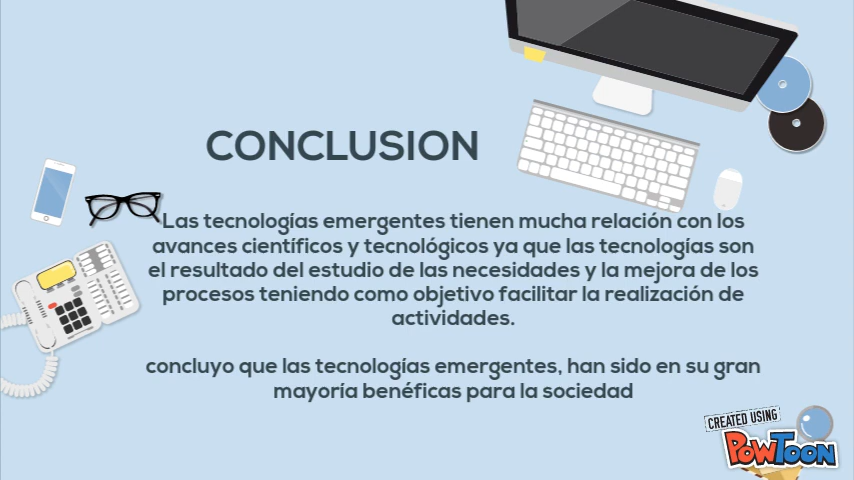 CONCLUSION
Las tecnologías emergentes tienen mucha relación con los
avances científicos y tecnológicos ya que las tecnologías son
el resultado del estudio de las necesidades y la mejora de los
procesos teniendo como objetivo facilitar la realización de
actividades.
concluyo que las tecnologías emergentes, han sido en su gran
mayoría benéficas para la sociedad
CREATED USING
POWTOON